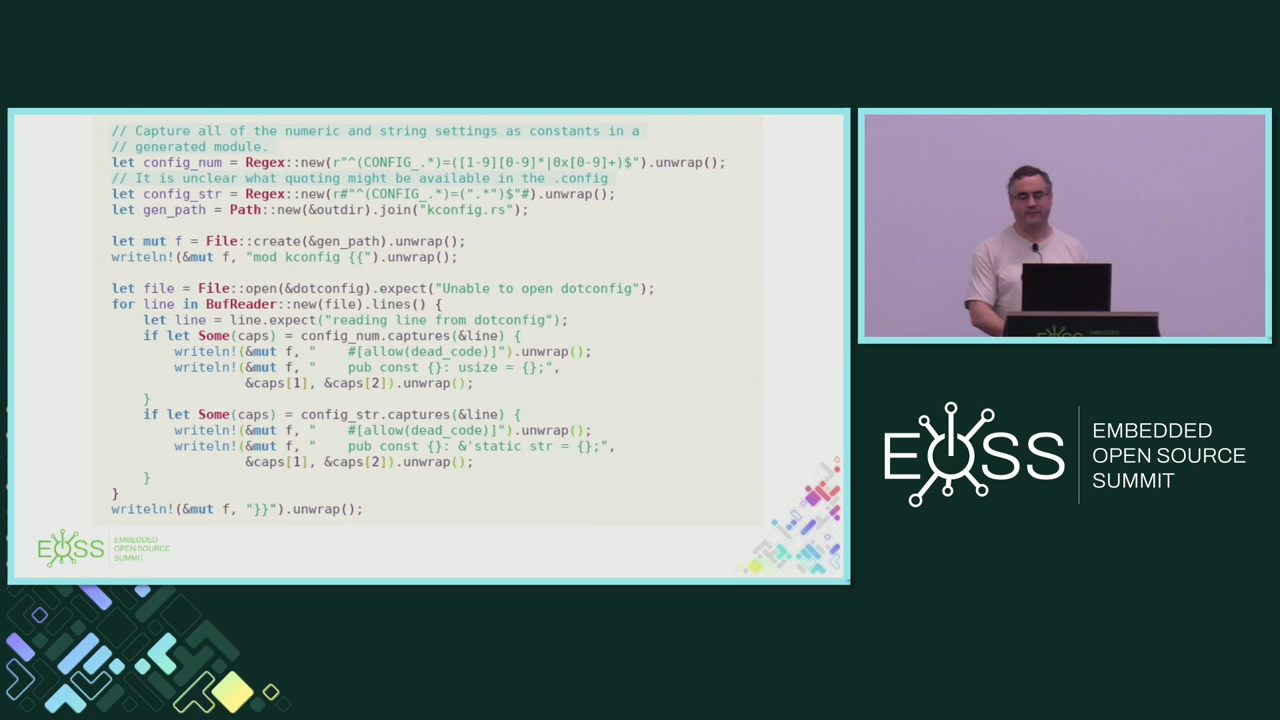 // Capture all of the numeric and string settings as constants in a
// generated module.
let config_num = Regex::new(r"^(CONFIG_.*)=([1-9][0-9]*|0x[0-9]+)$").unwrap();
// It is unclear what quoting might be available in the .config
let config_str = Regex::new(r#"^(CONFIG_.*)=(".*")$"#).unwrap();
let gen_path = Path::new(&outdir).join("kconfig.rs");
let mut f = File::create(&gen_path).unwrap();
writeln!(&mut f, "mod kconfig {{").unwrap();
let file = File::open(&dotconfig).expect("Unable to open dotconfig");
for line in BufReader::new(file).lines() {
    let line = line.expect("reading line from dotconfig");
    if let Some(caps) = config_num.captures(&line) {
        writeln!(&mut f, "    #[allow(dead_code)]").unwrap();
        writeln!(&mut f, "    pub const {}: usize = {};",
                 &caps[1], &caps[2]).unwrap();
    }
    if let Some(caps) = config_str.captures(&line) {
        writeln!(&mut f, "    #[allow(dead_code)]").unwrap();
        writeln!(&mut f, "    pub const {}: &'static str = {};",
                 &caps[1], &caps[2]).unwrap();
    }
}
writeln!(&mut f, "}}").unwrap();
EOSS
EMBEDDED
OPEN SOURCE
SUMMIT
EOSS
EMBEDDED
OPEN SOURCE
SUMMIT